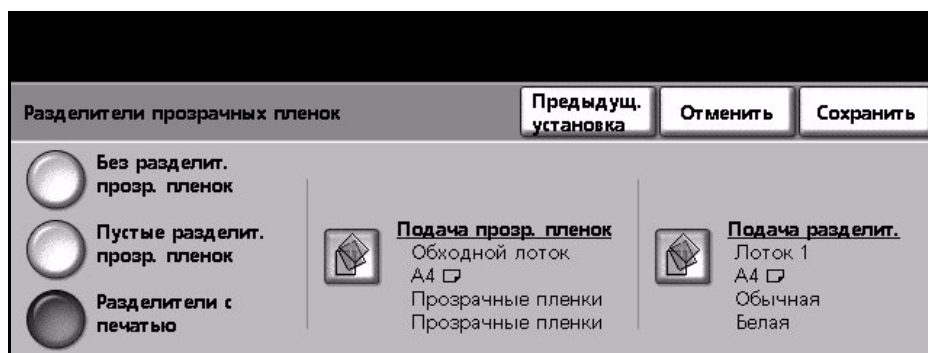 Разделители прозрачных пленок
Предыдущ.
установка
Отменить
Сохранить
Без разделит.
прозр. пленок
Пустые разделит.
прозр. пленок
Разделители с
печатью
Подача прозр. пленок
Обходной лоток
A4
Прозрачные пленки
Прозрачные пленки
Подача разделит.
Лоток 1
A4
Обычная
Белая